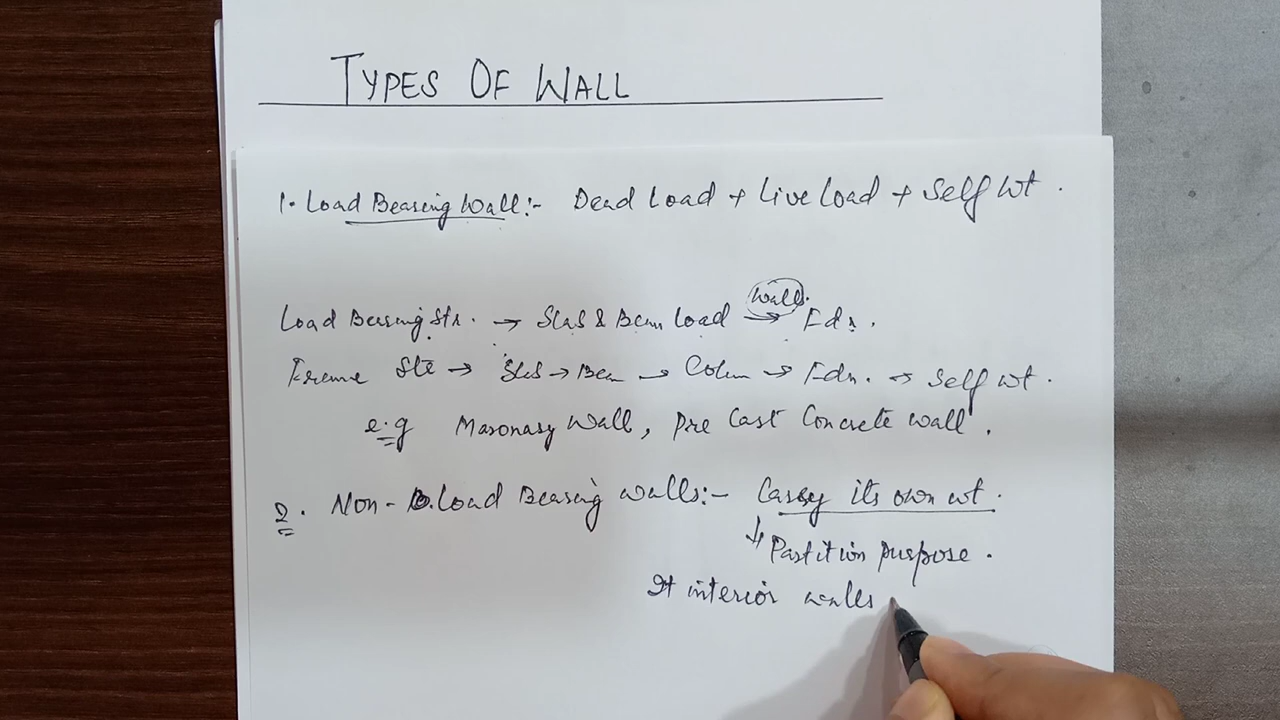 TYPES OF WALL
1. Load Bearing Wall:- Dead Load + Live Load + Self Wt.
Load Bearing Str. → Slab & Beam Load → Wall. Fdn.
Frame Str → Slab → Beam → Colum → Fdn. → Self wt.
e.g Masonary Wall, Pre Cast Concrete wall.
2. Non-Load Bearing walls:- Carry its own wt.
↓ Partition purpose.
It interior walls